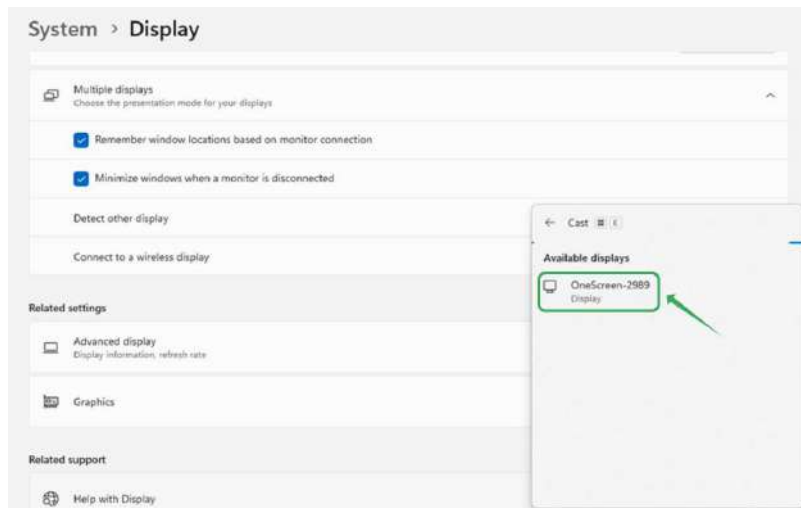 System > Display
Multiple displays
Choose the presentation mode for your displays
Remember window locations based on monitor connection
Minimize windows when a monitor is disconnected
Detect other display
Connect to a wireless display
Related settings
Advanced display
Display information, refresh rate
Graphics
Related support
Help with Display
← Cast
Available displays
OneScreen-2989
Display